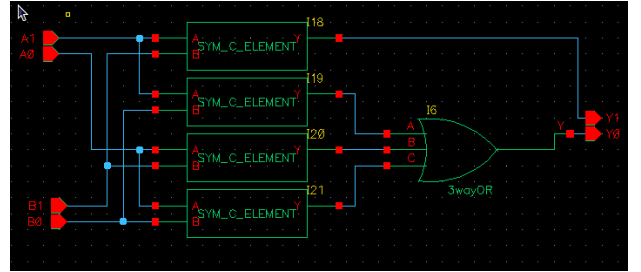 I18
A1
A0
A
B
SYM_C_ELEMENT
Y
I19
A
B
SYM_C_ELEMENT
Y
I6
A
B
C
3wayOR
Y
Y1
Y0
I20
A
B
SYM_C_ELEMENT
Y
I21
A
B
SYM_C_ELEMENT
Y
B1
B0